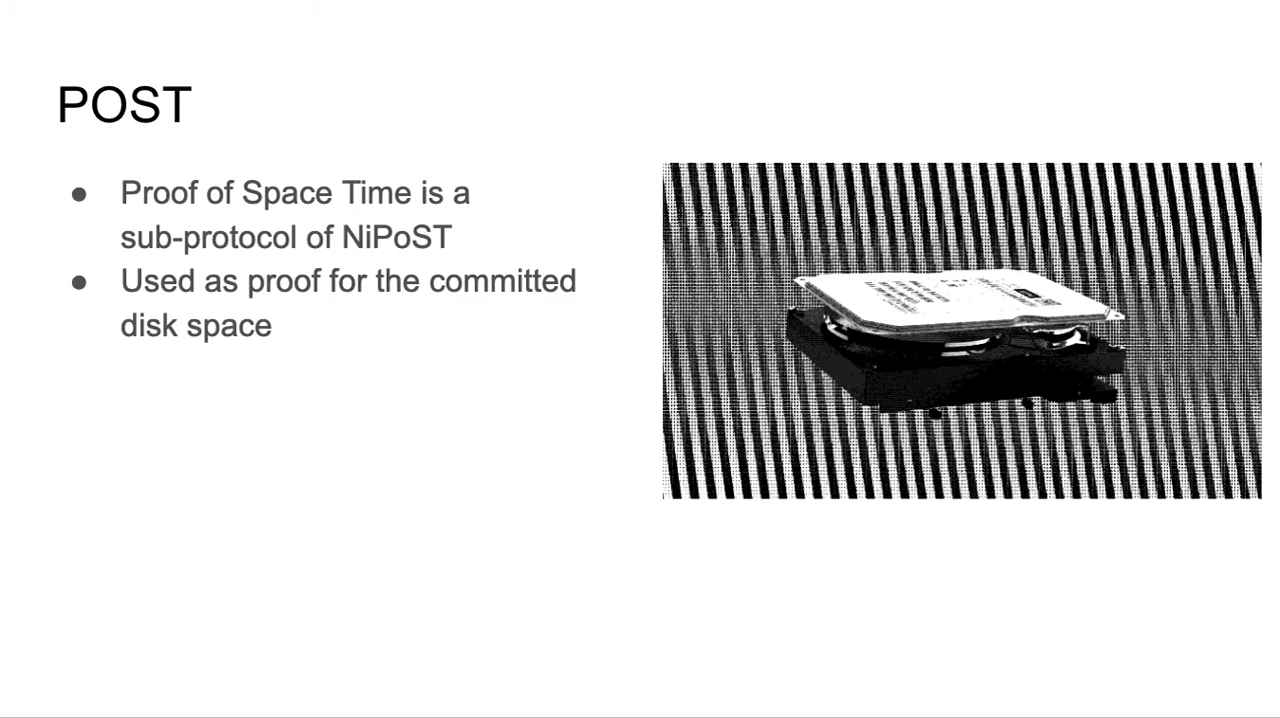 POST
● Proof of Space Time is a
sub-protocol of NiPoST
● Used as proof for the committed
disk space